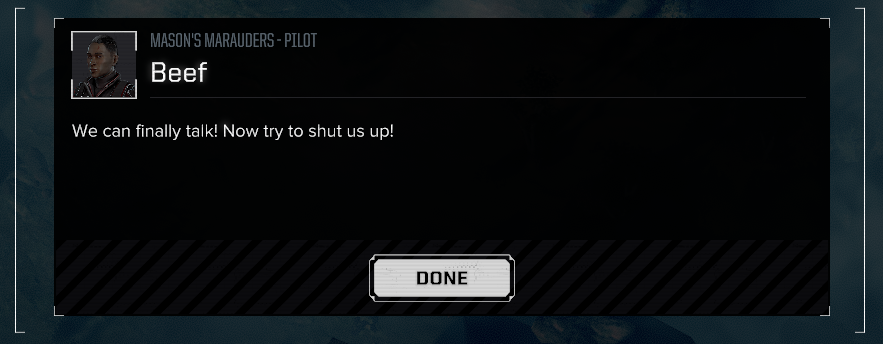 MASON'S MARAUDERS - PILOT
Beef
We can finally talk! Now try to shut us up!
DONE